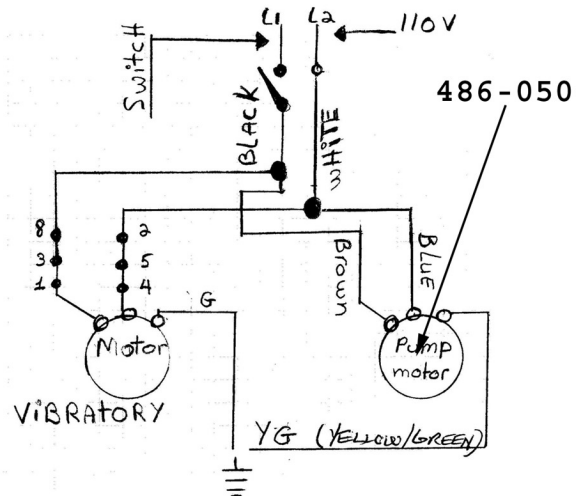 L1 L2
110V
Switch
486-050
BLACK
WHITE
8 2
3 5
1 4
G
Brown
BLUE
Motor
Pump
motor
VIBRATORY
YG (YELLOW/GREEN)